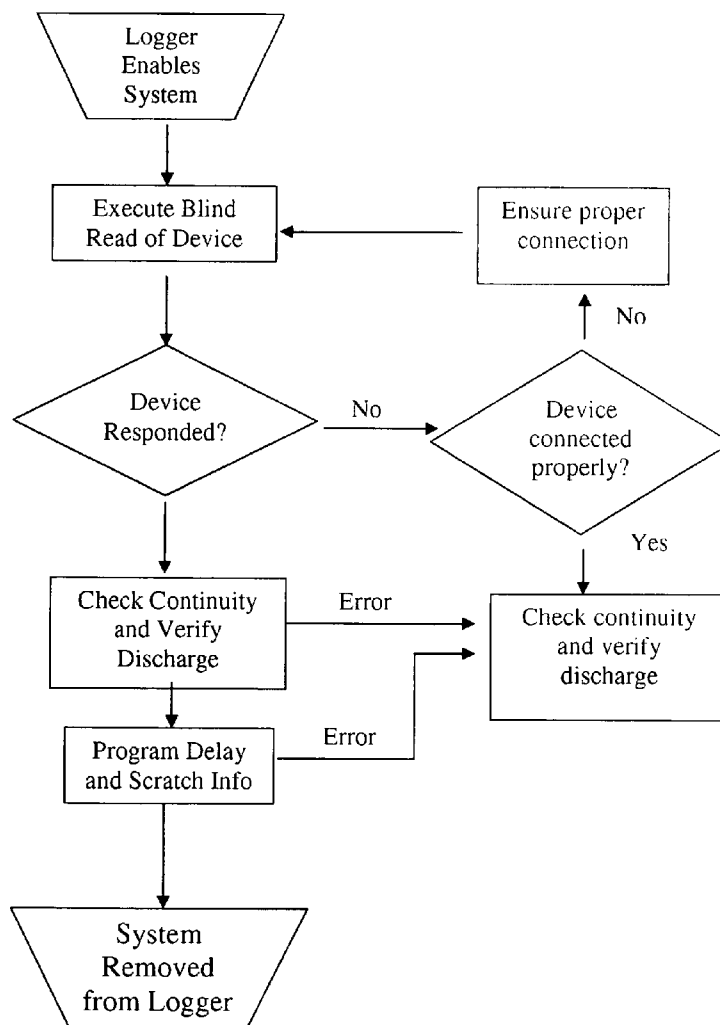 Logger
Enables
System
Execute Blind
Read of Device
Ensure proper
connection
No
Device
Responded?
No
Device
connected
properly?
Yes
Check Continuity
and Verify
Discharge
Error
Check continuity
and verify
discharge
Program Delay
and Scratch Info
Error
System
Removed
from Logger